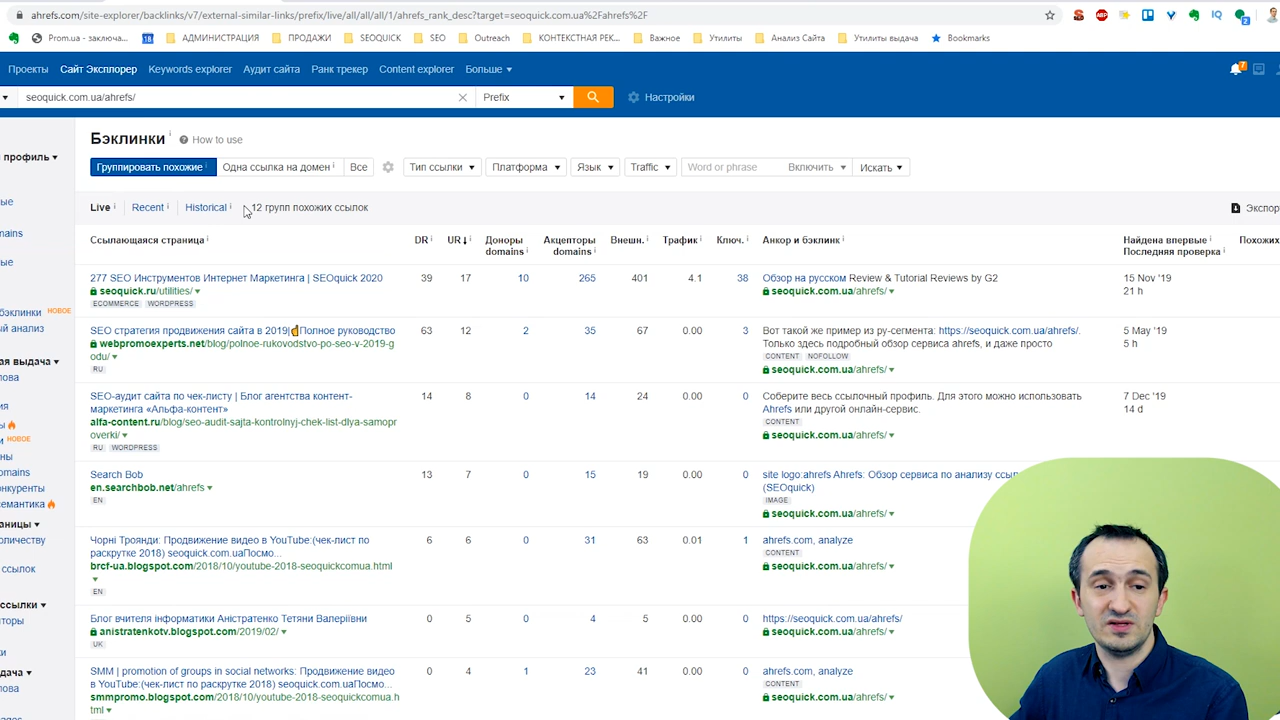 ahrefs.com/site-explorer/backlinks/v7/external-similar-links/prefix/live/all/all/all/1/ahrefs_rank_desc?target=seoquick.com.ua%2Fahrefs%2F
Prom.ua - заключа... АДМИНИСТРАЦИЯ ПРОДАЖИ SEOQUICK SEO Outreach КОНТЕКСТНАЯ РЕК... Важное Утилиты Анализ Сайта Утилиты выдача Bookmarks
Проекты Сайт Эксплорер Keywords explorer Аудит сайта Ранк трекер Content explorer Больше 7
seoquick.com.ua/ahrefs/ Prefix Настройки
Бэклинки How to use
профиль
Группировать похожие Одна ссылка на домен Все Тип ссылки Платформа Язык Traffic Word or phrase Включить Искать
Live Recent Historical 12 групп похожих ссылок Экспор
Ссылающаяся страница DR UR Доноры domains Акцепторы domains Внешн. Трафик Ключ. Анкор и бэклинк Найдена впервые Последняя проверка Похожих
277 SEO Инструментов Интернет Маркетинга | SEOquick 2020 39 17 10 265 401 4.1 38 Обзор на русском Review & Tutorial Reviews by G2 15 Nov '19
seoquick.ru/utilities/ seoquick.com.ua/ahrefs/ 21 h
ECOMMERCE WORDPRESS
SEO стратегия продвижения сайта в 2019|☝Полное руководство 63 12 2 35 67 0.00 3 Вот такой же пример из ру-сегмента: https://seoquick.com.ua/ahrefs/. 5 May '19
webpromoexperts.net/blog/polnoe-rukovodstvo-po-seo-v-2019-g Только здесь подробный обзор сервиса ahrefs, и даже просто 5 h
odu/ CONTENT NOFOLLOW
RU seoquick.com.ua/ahrefs/
SEO-аудит сайта по чек-листу | Блог агентства контент- 14 8 0 14 24 0.00 0 Соберите весь ссылочный профиль. Для этого можно использовать 7 Dec '19
маркетинга «Альфа-контент» Ahrefs или другой онлайн-сервис. 14 d
alfa-content.ru/blog/seo-audit-sajta-kontrolnyj-chek-list-dlya-samopr CONTENT
overki/ seoquick.com.ua/ahrefs/
RU WORDPRESS
Search Bob 13 7 0 15 19 0.00 0 site logo:ahrefs Ahrefs: Обзор сервиса по анализу ссы
en.searchbob.net/ahrefs (SEOquick)
EN IMAGE
seoquick.com.ua/ahrefs/
Чорні Троянди: Продвижение видео в YouTube:(чек-лист по 6 6 0 31 63 0.01 1 ahrefs.com, analyze
раскрутке 2018) seoquick.com.uaПосмо... CONTENT
brcf-ua.blogspot.com/2018/10/youtube-2018-seoquickcomua.html seoquick.com.ua/ahrefs/
EN
Блог вчителя інформатики Аністратенко Тетяни Валеріївни 0 5 0 4 5 0.00 0 https://seoquick.com.ua/ahrefs/
anistratenkotv.blogspot.com/2019/02/ seoquick.com.ua/ahrefs/
UK
SMM | promotion of groups in social networks: Продвижение видео 0 4 1 23 41 0.00 0 ahrefs.com, analyze
в YouTube:(чек-лист по раскрутке 2018) seoquick.com.uaПосмо... CONTENT
smmpromo.blogspot.com/2018/10/youtube-2018-seoquickcomua.h seoquick.com.ua/ahrefs/
tml